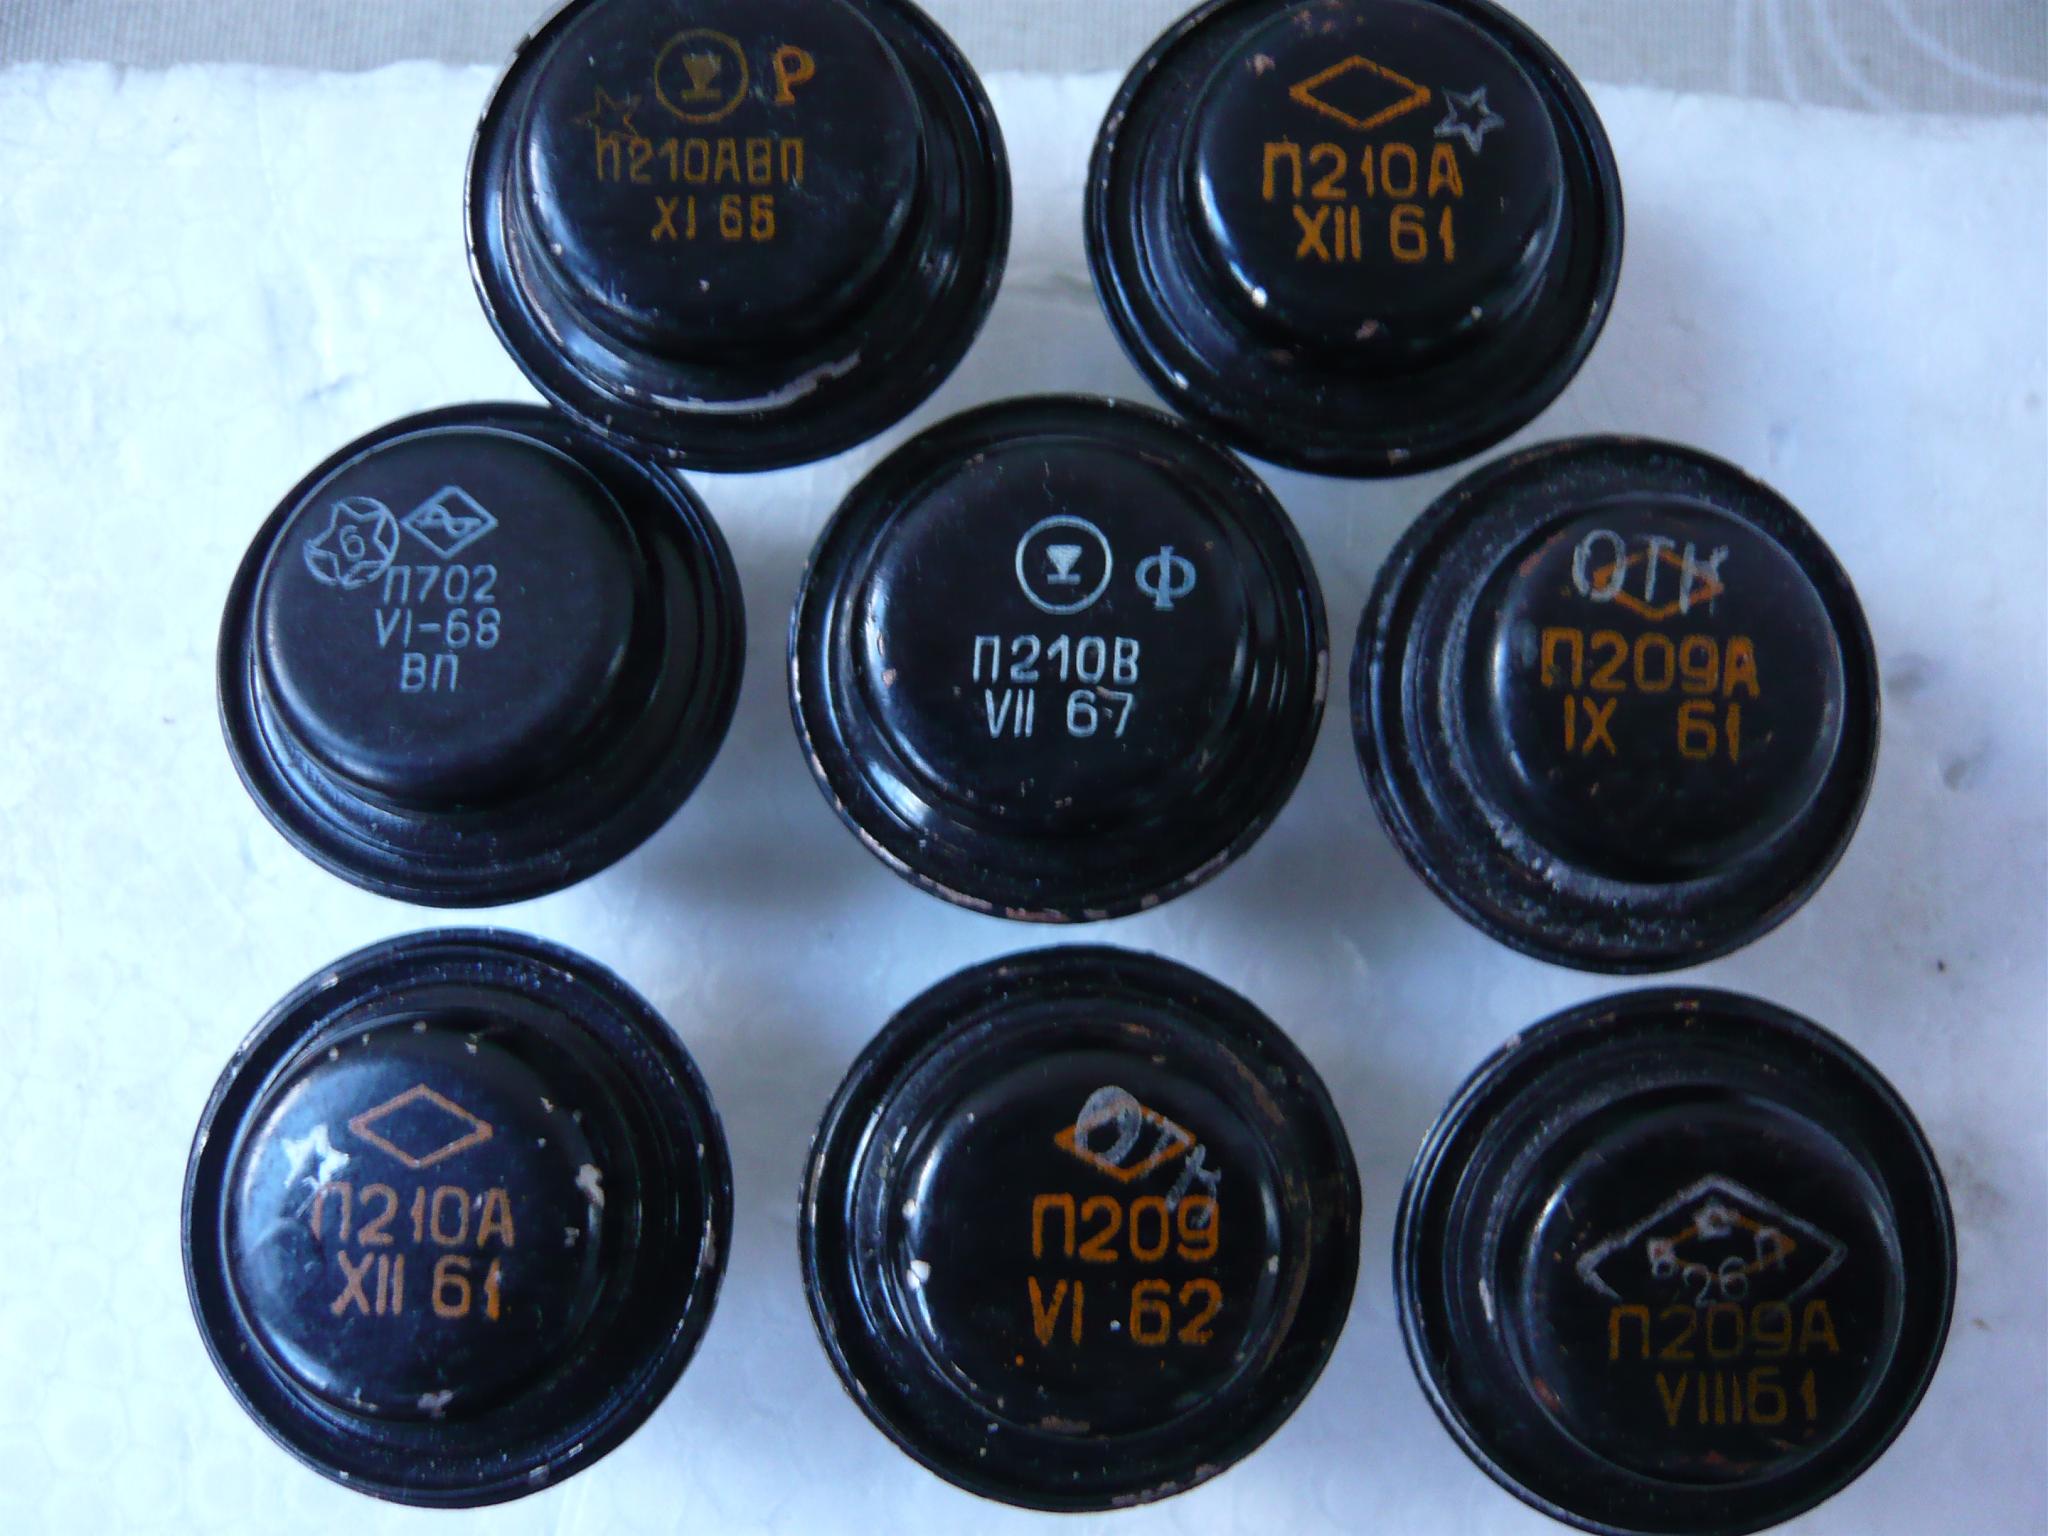 Р
П210АВП
XI 65
П210А
XII 61
6
П702
VI-68
ВП
Ф
П210В
VII 67
ОТК
П209А
IX 61
П210А
XII 61
ОТК
П209
VI 62
26
П209А
VIII61